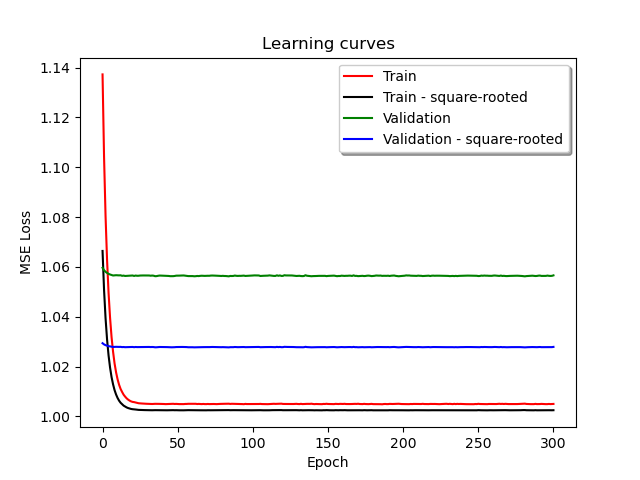 Learning curves
Train
Train - square-rooted
Validation
Validation - square-rooted
MSE Loss
1.14
1.12
1.10
1.08
1.06
1.04
1.02
1.00
0 50 100 150 200 250 300
Epoch